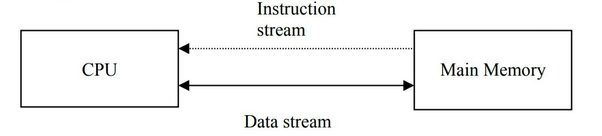 Instruction
stream
CPU
Main Memory
Data stream